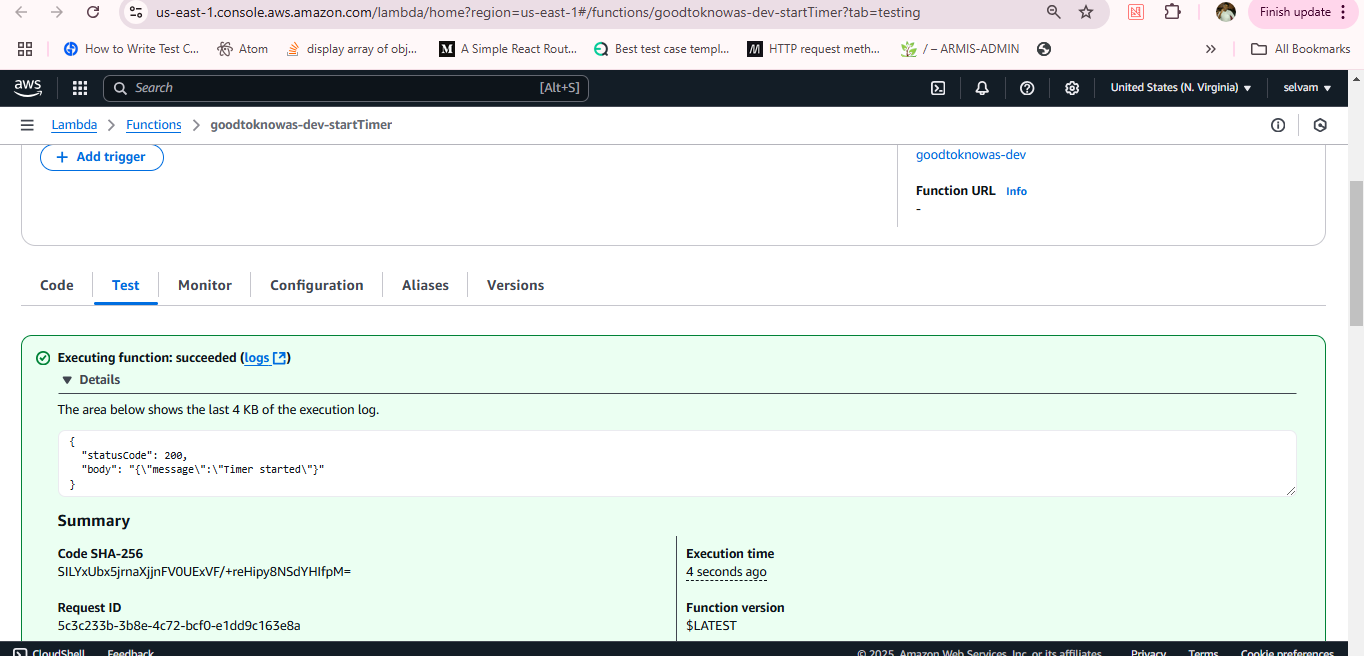 us-east-1.console.aws.amazon.com/lambda/home?region=us-east-1#/functions/goodtoknowas-dev-startTimer?tab=testing
Finish update
How to Write Test C...
Atom
display array of obj...
M A Simple React Rout...
Best test case templ...
HTTP request meth...
/ – ARMIS-ADMIN
All Bookmarks
aws
Search
[Alt+S]
United States (N. Virginia)
selvam
Lambda
Functions
goodtoknowas-dev-startTimer
Add trigger
goodtoknowas-dev
Function URL Info
-
Code
Test
Monitor
Configuration
Aliases
Versions
Executing function: succeeded (logs)
Details
The area below shows the last 4 KB of the execution log.
{
"statusCode": 200,
"body": "{\"message\":\"Timer started\"}"
}
Summary
Code SHA-256
SILYxUbx5jrnaXjjnFV0UExVF/+reHipy8NSdYHIfpM=
Execution time
4 seconds ago
Request ID
5c3c233b-3b8e-4c72-bcf0-e1dd9c163e8a
Function version
$LATEST
CloudShell
Feedback
© 2025, Amazon Web Services, Inc. or its affiliates.
Privacy
Terms
Cookie preferences